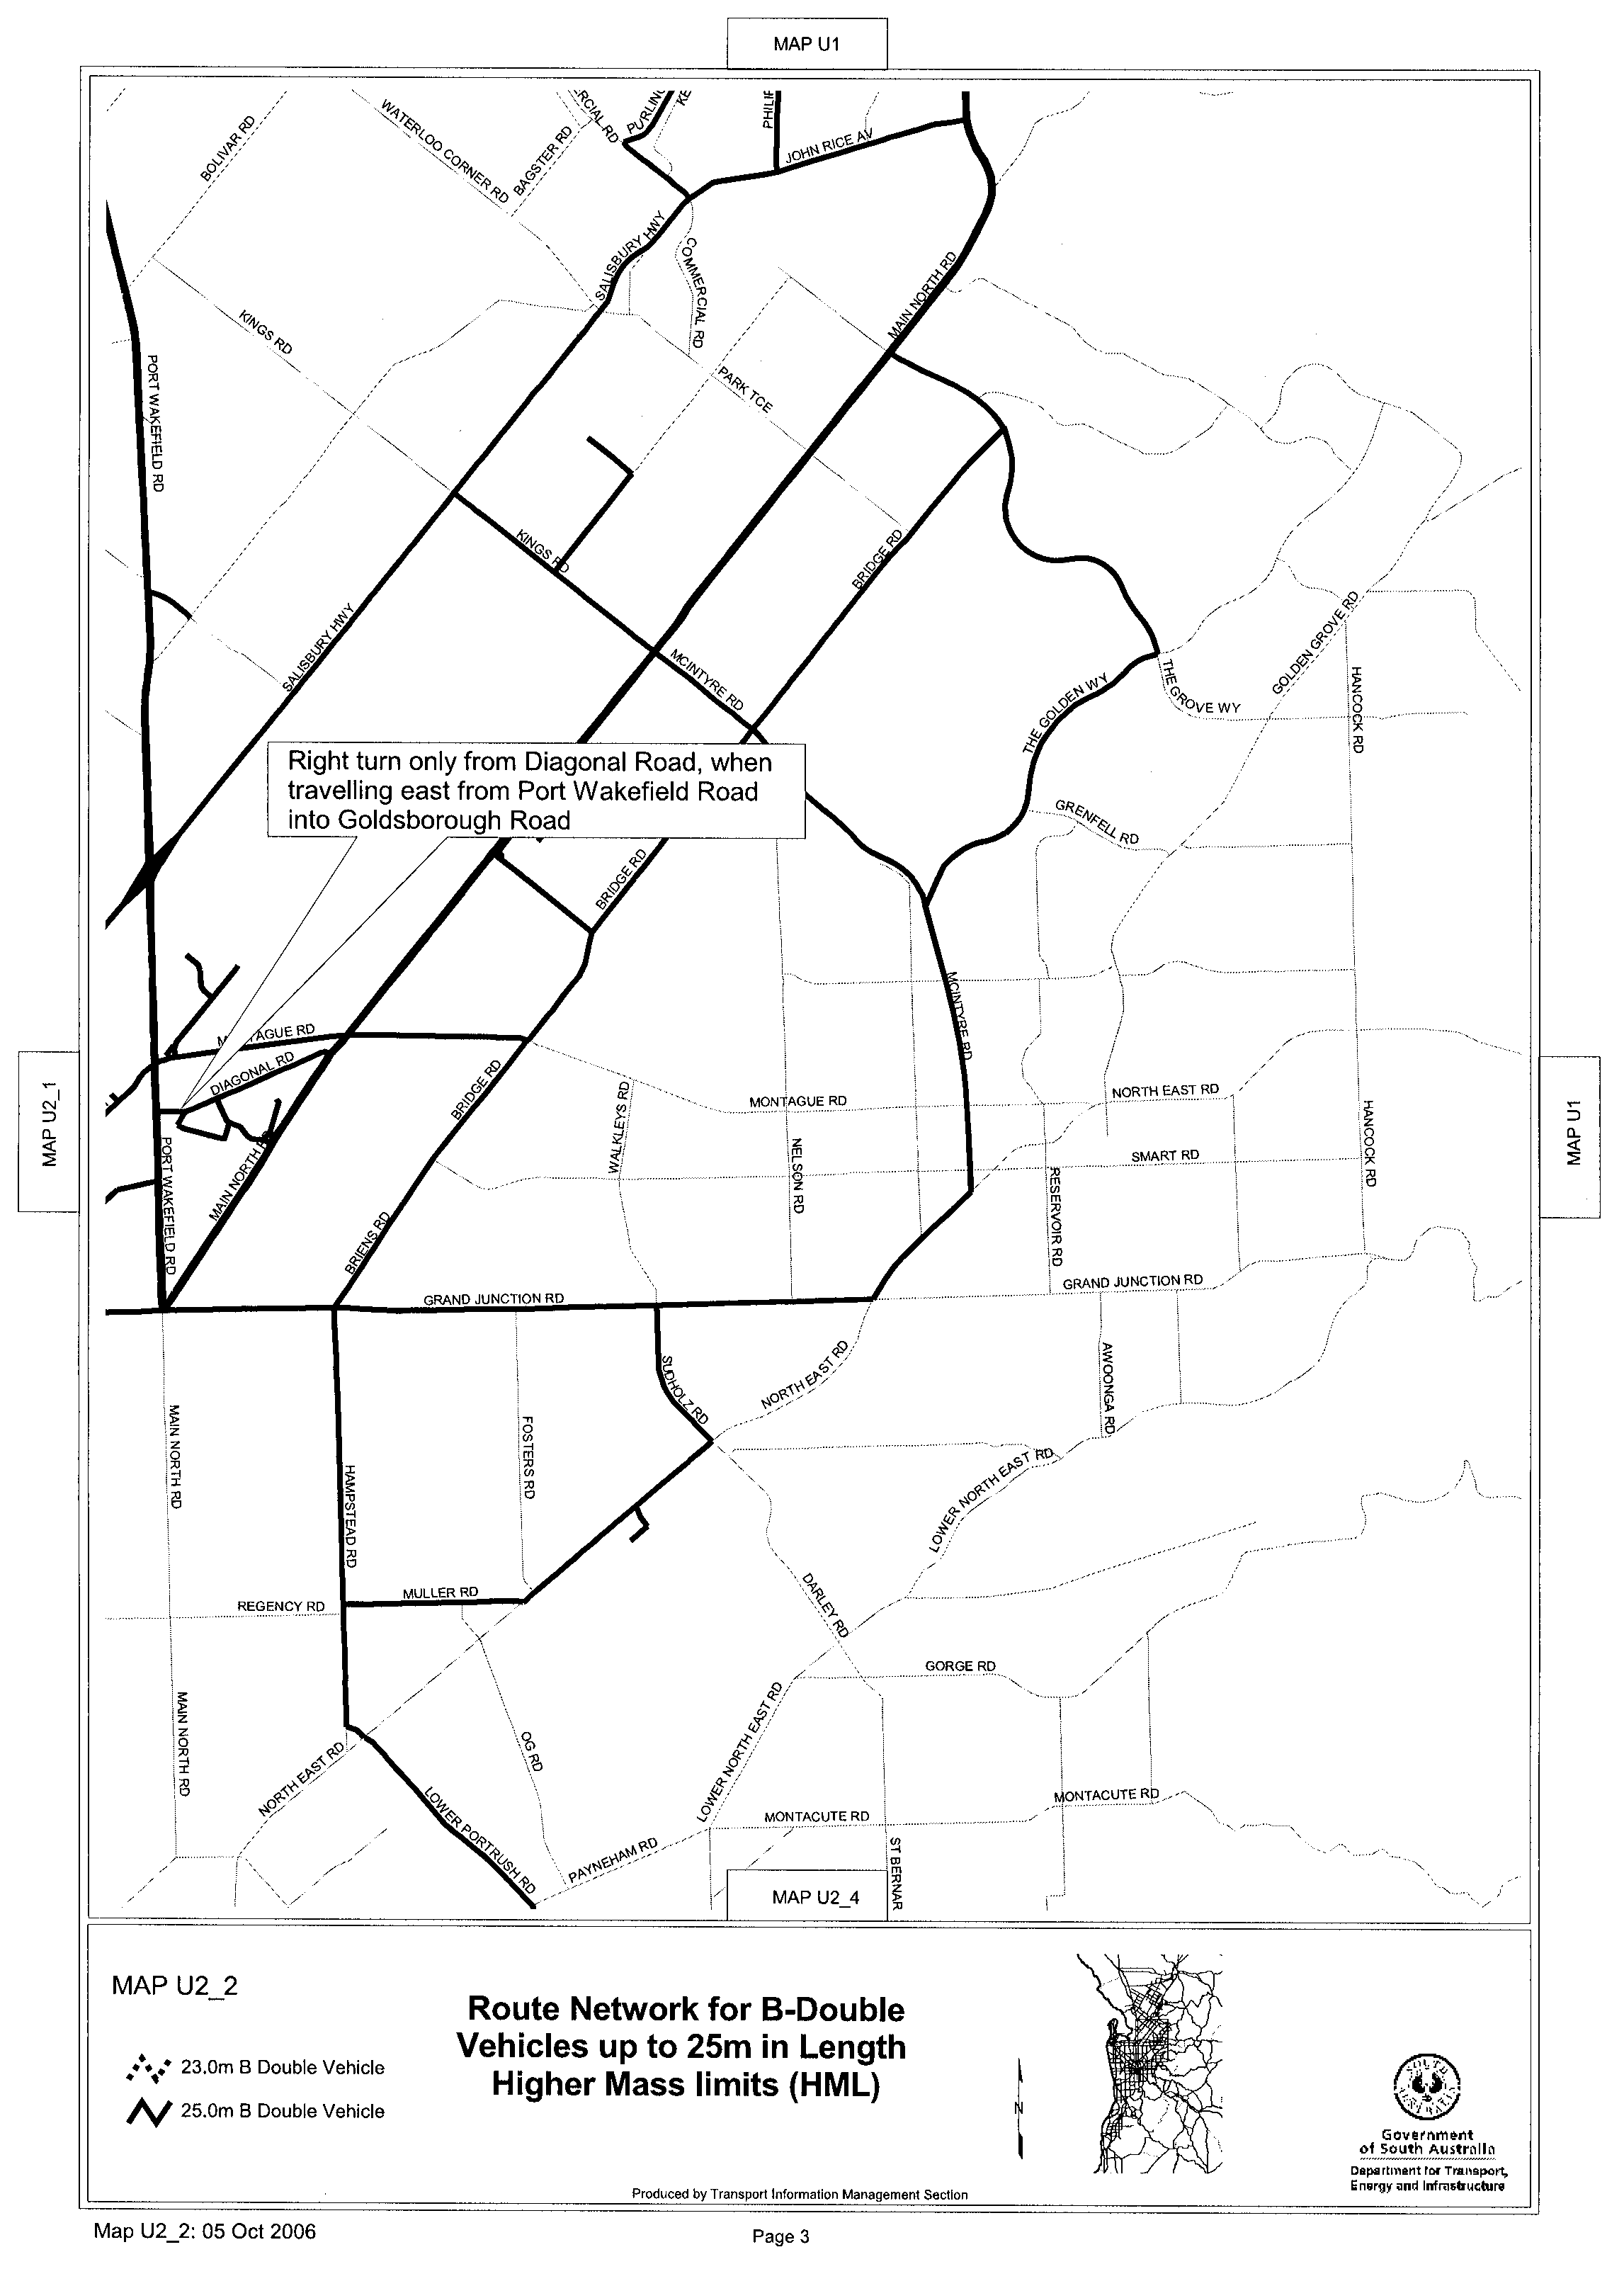 MAP U1
BOLIVAR RD
WATERLOO CORNER RD
BAGSTER RD
RCIAL RD
PURLING
KE
PHILIP
JOHN RICE AV
SALISBURY HWY
COMMERCIAL RD
MAIN NORTH RD
KINGS RD
PORT WAKEFIELD RD
PARK TCE
KINGS RD
BRIDGE RD
SALISBURY HWY
MCINTYRE RD
THE GOLDEN WY
THE GROVE WY
GOLDEN GROVE RD
HANCOCK RD
Right turn only from Diagonal Road, when
travelling east from Port Wakefield Road
into Goldsborough Road
GRENFELL RD
BRIDGE RD
MCINTYRE RD
M TAGUE RD
DIAGONAL RD
BRIDGE RD
WALKLEYS RD
MONTAGUE RD
NORTH EAST RD
MAP U2_1
MAP U1
HANCOCK RD
PORT WAKEFIELD RD
MAIN NORTH RD
NELSON RD
SMART RD
RESERVOIR RD
BRIENS RD
GRAND JUNCTION RD
GRAND JUNCTION RD
SUDHOLZ RD
NORTH EAST RD
AWOONGA RD
MAIN NORTH RD
FOSTERS RD
HAMPSTEAD RD
LOWER NORTH EAST RD
MULLER RD
REGENCY RD
DARLEY RD
GORGE RD
MAIN NORTH RD
NORTH EAST RD
OG RD
LOWER NORTH EAST RD
LOWER PORTRUSH RD
MONTACUTE RD
MONTACUTE RD
PAYNEHAM RD
ST BERNAR
MAP U2_4
MAP U2_2
Route Network for B-Double
Vehicles up to 25m in Length
Higher Mass limits (HML)
23.0m B Double Vehicle
25.0m B Double Vehicle
N
SOUTH AUSTRALIA
Government
of South Australia
Department for Transport,
Energy and Infrastructure
Produced by Transport Information Management Section
Map U2_2: 05 Oct 2006
Page 3